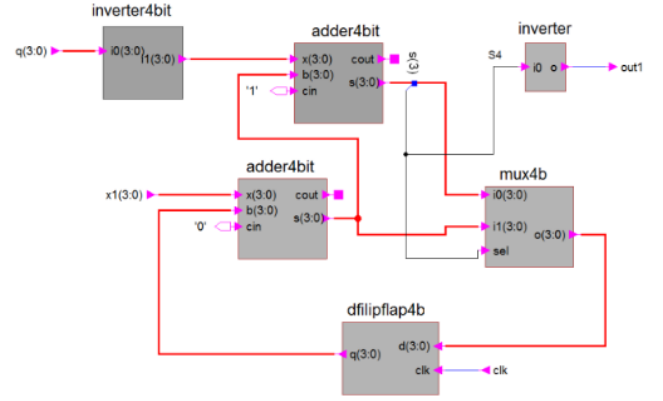 inverter4bit
q(3:0)
i0(3:0)
i1(3:0)
adder4bit
x(3:0)
cout
b(3:0)
s(3:0)
'1'
cin
s(3)
inverter
S4
i0
o
out1
adder4bit
x1(3:0)
x(3:0)
cout
b(3:0)
s(3:0)
'0'
cin
mux4b
i0(3:0)
i1(3:0)
o(3:0)
sel
dfilipflap4b
q(3:0)
d(3:0)
clk
clk